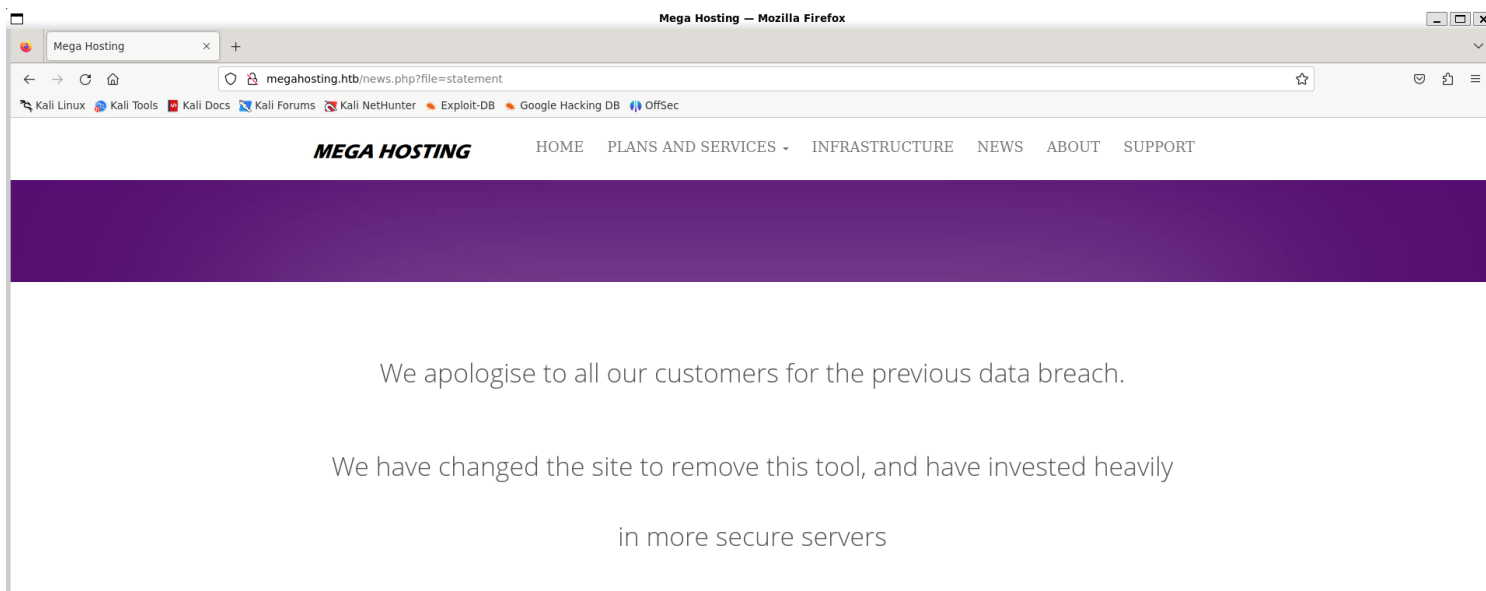 Mega Hosting — Mozilla Firefox
Mega Hosting
megahosting.htb/news.php?file=statement
Kali Linux Kali Tools Kali Docs Kali Forums Kali NetHunter Exploit-DB Google Hacking DB OffSec
MEGA HOSTING HOME PLANS AND SERVICES INFRASTRUCTURE NEWS ABOUT SUPPORT
We apologise to all our customers for the previous data breach.
We have changed the site to remove this tool, and have invested heavily
in more secure servers